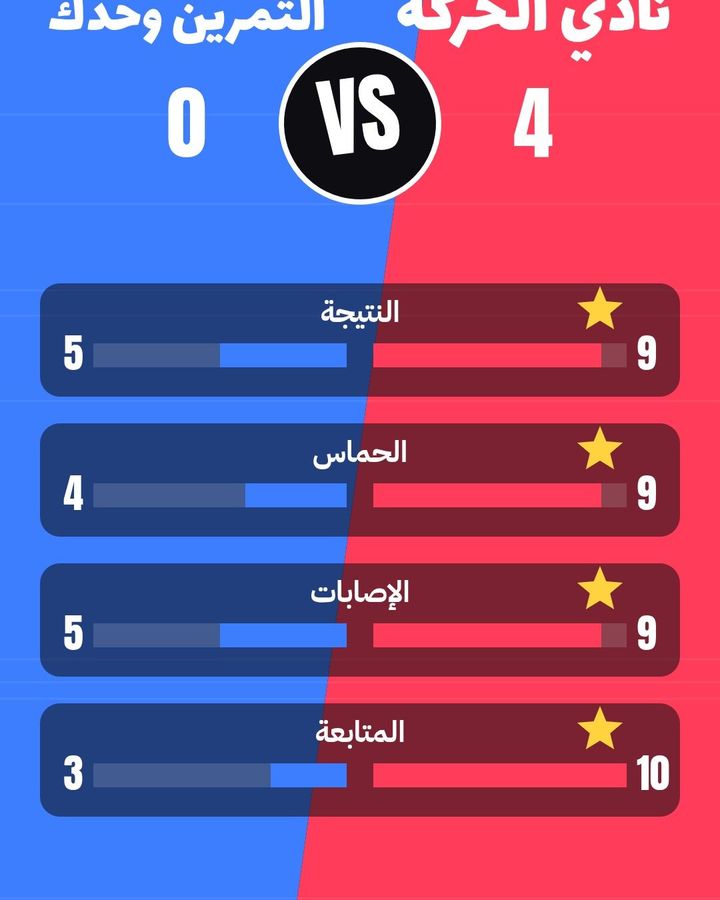 نادي الحركة التمرين وحدك
4 VS 0
النتيجة
9 5
الحماس
9 4
الإصابات
9 5
المتابعة
10 3